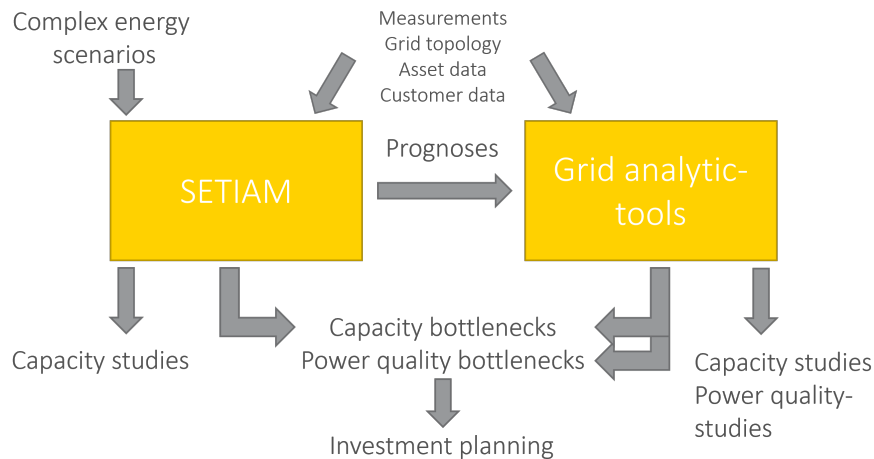 Complex energy
scenarios
Measurements
Grid topology
Asset data
Customer data
SETIAM
Prognoses
Grid analytic-
tools
Capacity studies
Capacity bottlenecks
Power quality bottlenecks
Capacity studies
Power quality-
studies
Investment planning